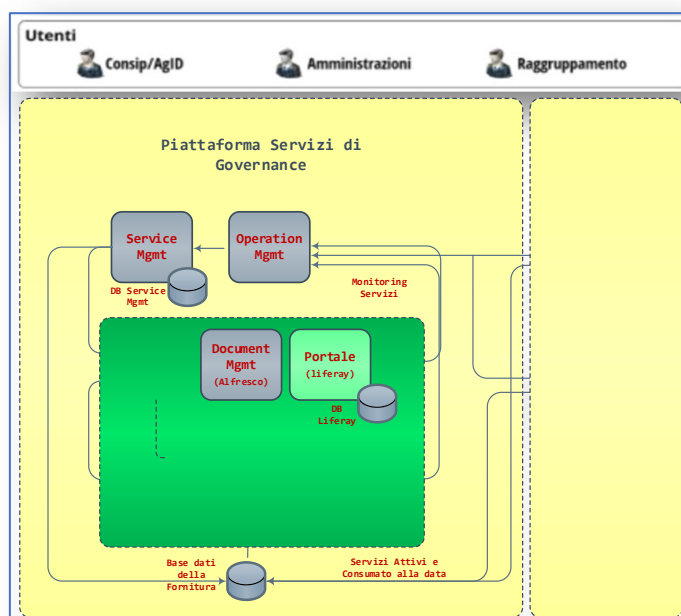 Utenti
Consip/AgID
Amministrazioni
Raggruppamento
Piattaforma Servizi di
Governance
Service
Mgmt
Operation
Mgmt
DB Service
Mgmt
Monitoring
Servizi
Document
Mgmt
(Alfresco)
Portale
(liferay)
DB
Liferay
Base dati
della
Fornitura
Servizi Attivi e
Consumato alla data